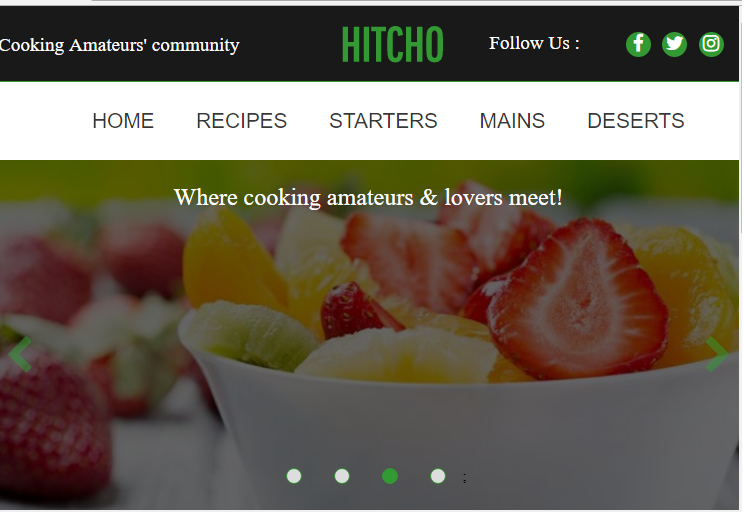 Cooking Amateurs' community HITCHO Follow Us :
HOME RECIPES STARTERS MAINS DESERTS
Where cooking amateurs & lovers meet!
: